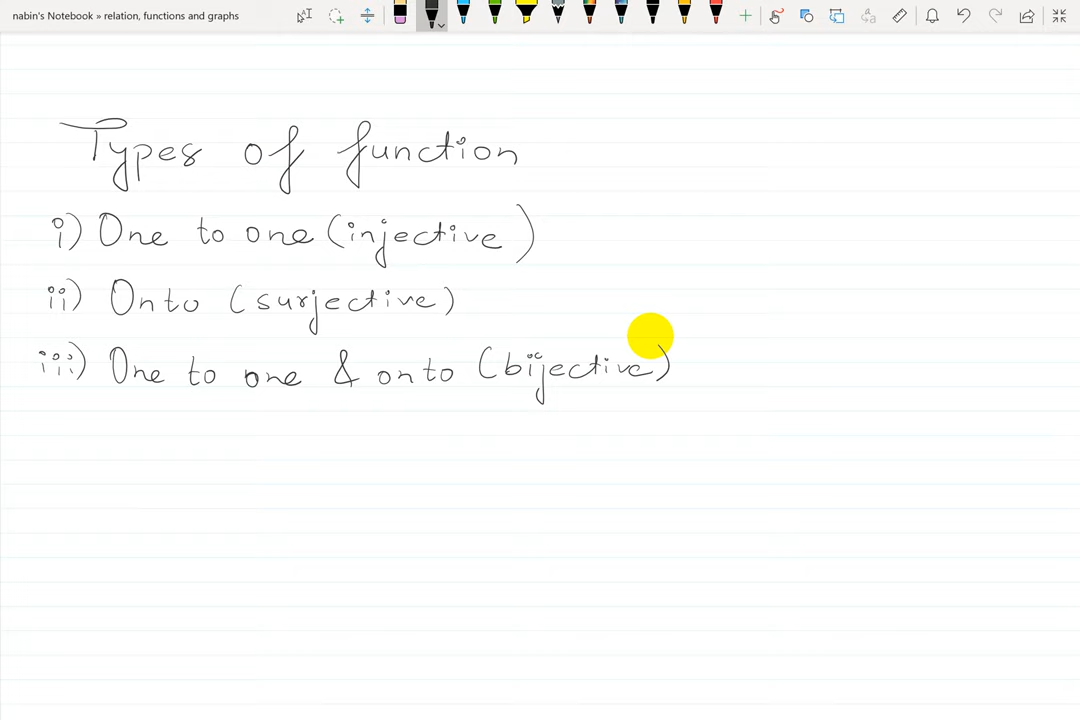 nabin's Notebook » relation, functions and graphs
Types of function
i) One to one (injective)
ii) Onto (surjective)
iii) One to one & onto (bijective)